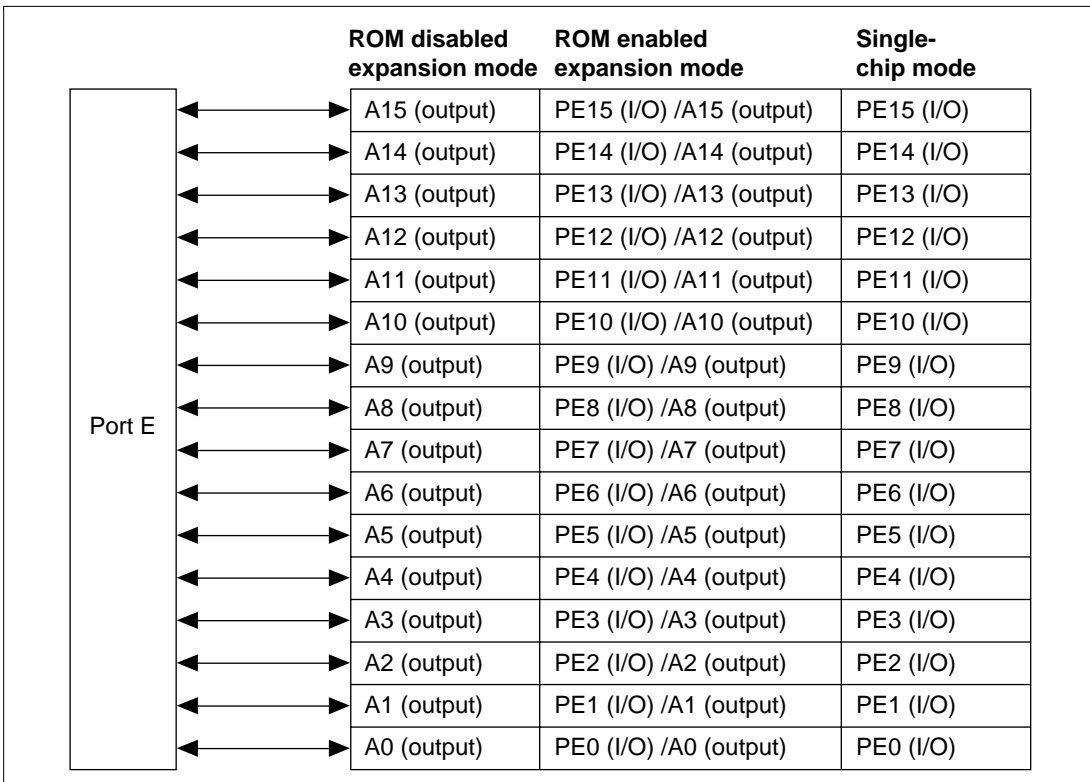 ROM disabled expansion mode ROM enabled expansion mode Single-chip mode
A15 (output) PE15 (I/O) /A15 (output) PE15 (I/O)
A14 (output) PE14 (I/O) /A14 (output) PE14 (I/O)
A13 (output) PE13 (I/O) /A13 (output) PE13 (I/O)
A12 (output) PE12 (I/O) /A12 (output) PE12 (I/O)
A11 (output) PE11 (I/O) /A11 (output) PE11 (I/O)
A10 (output) PE10 (I/O) /A10 (output) PE10 (I/O)
A9 (output) PE9 (I/O) /A9 (output) PE9 (I/O)
A8 (output) PE8 (I/O) /A8 (output) PE8 (I/O)
Port E
A7 (output) PE7 (I/O) /A7 (output) PE7 (I/O)
A6 (output) PE6 (I/O) /A6 (output) PE6 (I/O)
A5 (output) PE5 (I/O) /A5 (output) PE5 (I/O)
A4 (output) PE4 (I/O) /A4 (output) PE4 (I/O)
A3 (output) PE3 (I/O) /A3 (output) PE3 (I/O)
A2 (output) PE2 (I/O) /A2 (output) PE2 (I/O)
A1 (output) PE1 (I/O) /A1 (output) PE1 (I/O)
A0 (output) PE0 (I/O) /A0 (output) PE0 (I/O)